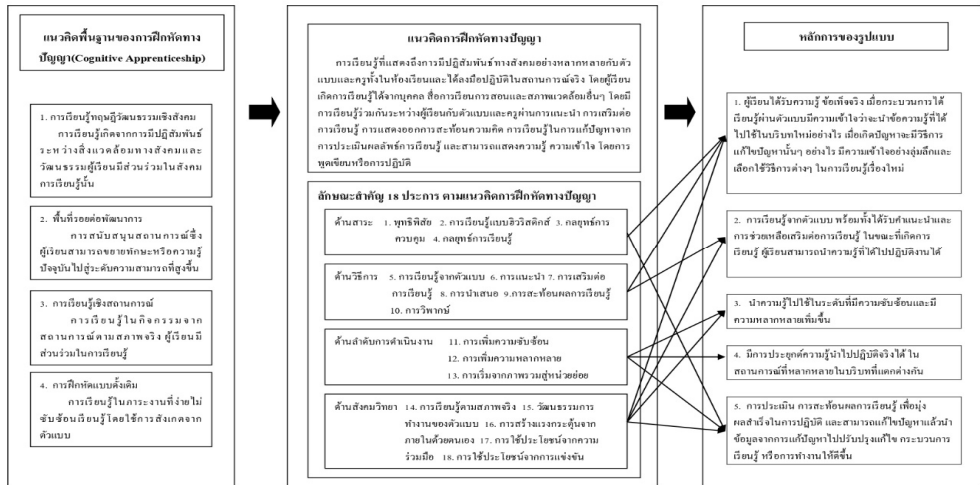 แนวคิดพื้นฐานของการฝึกหัดทาง
ปัญญา(Cognitive Apprenticeship)
1. การเรียนรู้ทฤษฎีวัฒนธรรมเชิงสังคม
การเรียนรู้เกิดจากการมีปฏิสัมพันธ์
ระหว่างสิ่งแวดล้อมทางสังคมและ
วัฒนธรรมผู้เรียนมีส่วนร่วมในสังคม
การเรียนรู้นั้น
2. พื้นที่รอยต่อพัฒนาการ
การสนับสนุนสถานการณ์ซึ่ง
ผู้เรียนสามารถขยายทักษะหรือความรู้
ปัจจุบันไปสู่ระดับความสามารถที่สูงขึ้น
3. การเรียนรู้เชิงสถานการณ์
การเรียนรู้ในกิจกรรมจาก
สถานการณ์ตามสภาพจริง ผู้เรียนมี
ส่วนร่วมในการเรียนรู้
4. การฝึกหัดแบบดั้งเดิม
การเรียนรู้ในภาระงานที่ง่ายไม่
ซับซ้อนเรียนรู้โดยใช้การสังเกตจาก
ตัวแบบ
แนวคิดการฝึกหัดทางปัญญา
การเรียนรู้ที่แสดงถึงการมีปฏิสัมพันธ์ทางสังคมอย่างหลากหลายกับตัว
แบบและครูทั้งในห้องเรียนและได้ลงมือปฏิบัติในสถานการณ์จริง โดยผู้เรียน
เกิดการเรียนรู้ได้จากบุคคล สื่อการเรียนการสอนและสภาพแวดล้อมอื่นๆ โดยมี
การเรียนรู้ร่วมกันระหว่างผู้เรียนกับตัวแบบและครูผ่านการแนะนำ การเสริมต่อ
การเรียนรู้ การแสดงออกการสะท้อนความคิด การเรียนรู้ในการแก้ปัญหาจาก
การประเมินผลลัพธ์การเรียนรู้ และสามารถแสดงความรู้ ความเข้าใจ โดยการ
พูดเขียนหรือการปฏิบัติ
ลักษณะสำคัญ 18 ประการ ตามแนวคิดการฝึกหัดทางปัญญา
ด้านสาระ 1. พุทธิพิสัย 2. การเรียนรู้แบบฮิวริสติกส์ 3. กลยุทธ์การ
ควบคุม 4. กลยุทธ์การเรียนรู้
ด้านวิธีการ 5. การเรียนรู้จากตัวแบบ 6. การแนะนำ 7. การเสริมต่อ
การเรียนรู้ 8. การนำเสนอ 9.การสะท้อนผลการเรียนรู้
10. การวิพากษ์
ด้านลำดับการดำเนินงาน 11. การเพิ่มความซับซ้อน
12. การเพิ่มความหลากหลาย
13. การเริ่มจากภาพรวมสู่หน่วยย่อย
ด้านสังคมวิทยา 14. การเรียนรู้ตามสภาพจริง 15. วัฒนธรรมการ
ทำงานของตัวแบบ 16. การสร้างแรงกระตุ้นจาก
ภายในด้วยตนเอง 17. การใช้ประโยชน์จากความ
ร่วมมือ 18. การใช้ประโยชน์จากการแข่งขัน
หลักการของรูปแบบ
1. ผู้เรียนได้รับความรู้ ข้อเท็จจริง เมื่อกระบวนการได้
เรียนรู้ผ่านตัวแบบมีความเข้าใจว่าจะนำข้อความรู้ที่ได้
ไปใช้ในบริบทใหม่อย่างไร เมื่อเกิดปัญหาจะมีวิธีการ
แก้ไขปัญหานั้นๆ อย่างไร มีความเข้าใจอย่างลุ่มลึกและ
เลือกใช้วิธีการต่างๆ ในการเรียนรู้เรื่องใหม่
2. การเรียนรู้จากตัวแบบ พร้อมทั้งได้รับคำแนะนำและ
การช่วยเหลือเสริมต่อการเรียนรู้ ในขณะที่เกิดการ
เรียนรู้ ผู้เรียนสามารถนำความรู้ที่ได้ไปปฏิบัติงานได้
3. นำความรู้ไปใช้ในระดับที่มีความซับซ้อนและมี
ความหลากหลายเพิ่มขึ้น
4. มีการประยุกต์ความรู้นำไปปฏิบัติจริงได้ ใน
สถานการณ์ที่หลากหลายในบริบทที่แตกต่างกัน
5. การประเมิน การสะท้อนผลการเรียนรู้ เพื่อมุ่ง
ผลสำเร็จในการปฏิบัติ และสามารถแก้ไขปัญหาแล้วนำ
ข้อมูลจากการแก้ปัญหาไปปรับปรุงแก้ไข กระบวนการ
เรียนรู้ หรือการทำงานให้ดีขึ้น